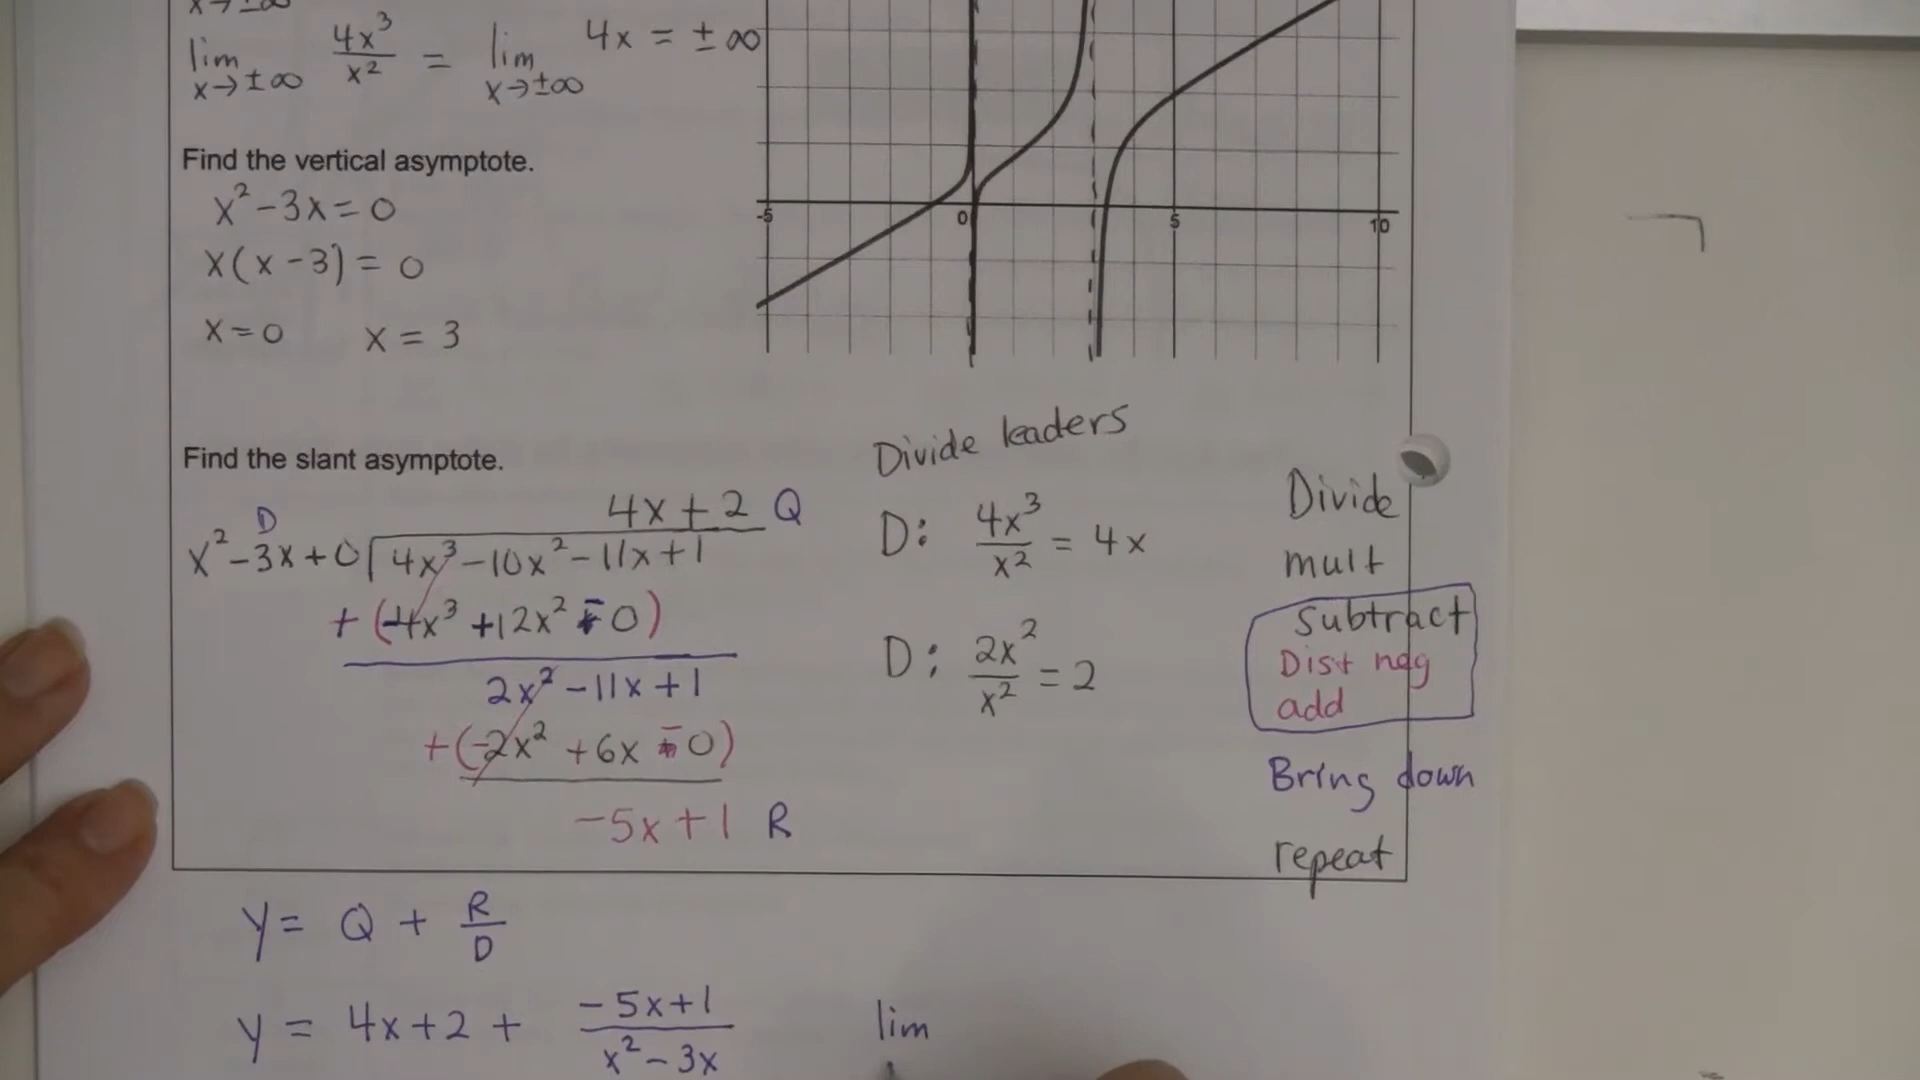 x→±∞
lim x→±∞ 4x³/x² = lim x→±∞ 4x = ±∞
Find the vertical asymptote.
x² - 3x = 0
x(x - 3) = 0
x = 0 x = 3
-5 0 5 10
Find the slant asymptote.
4x + 2 Q
D
x² - 3x + 0 4x³ - 10x² - 11x + 1
+ (-4x³ + 12x² - 0)
2x² - 11x + 1
+ (-2x² + 6x - 0)
-5x + 1 R
Divide leaders
D: 4x³/x² = 4x
D: 2x²/x² = 2
Divide
mult
Subtract
Dist neg
add
Bring down
repeat
y = Q + R/D
y = 4x + 2 + (-5x + 1)/(x² - 3x)
lim